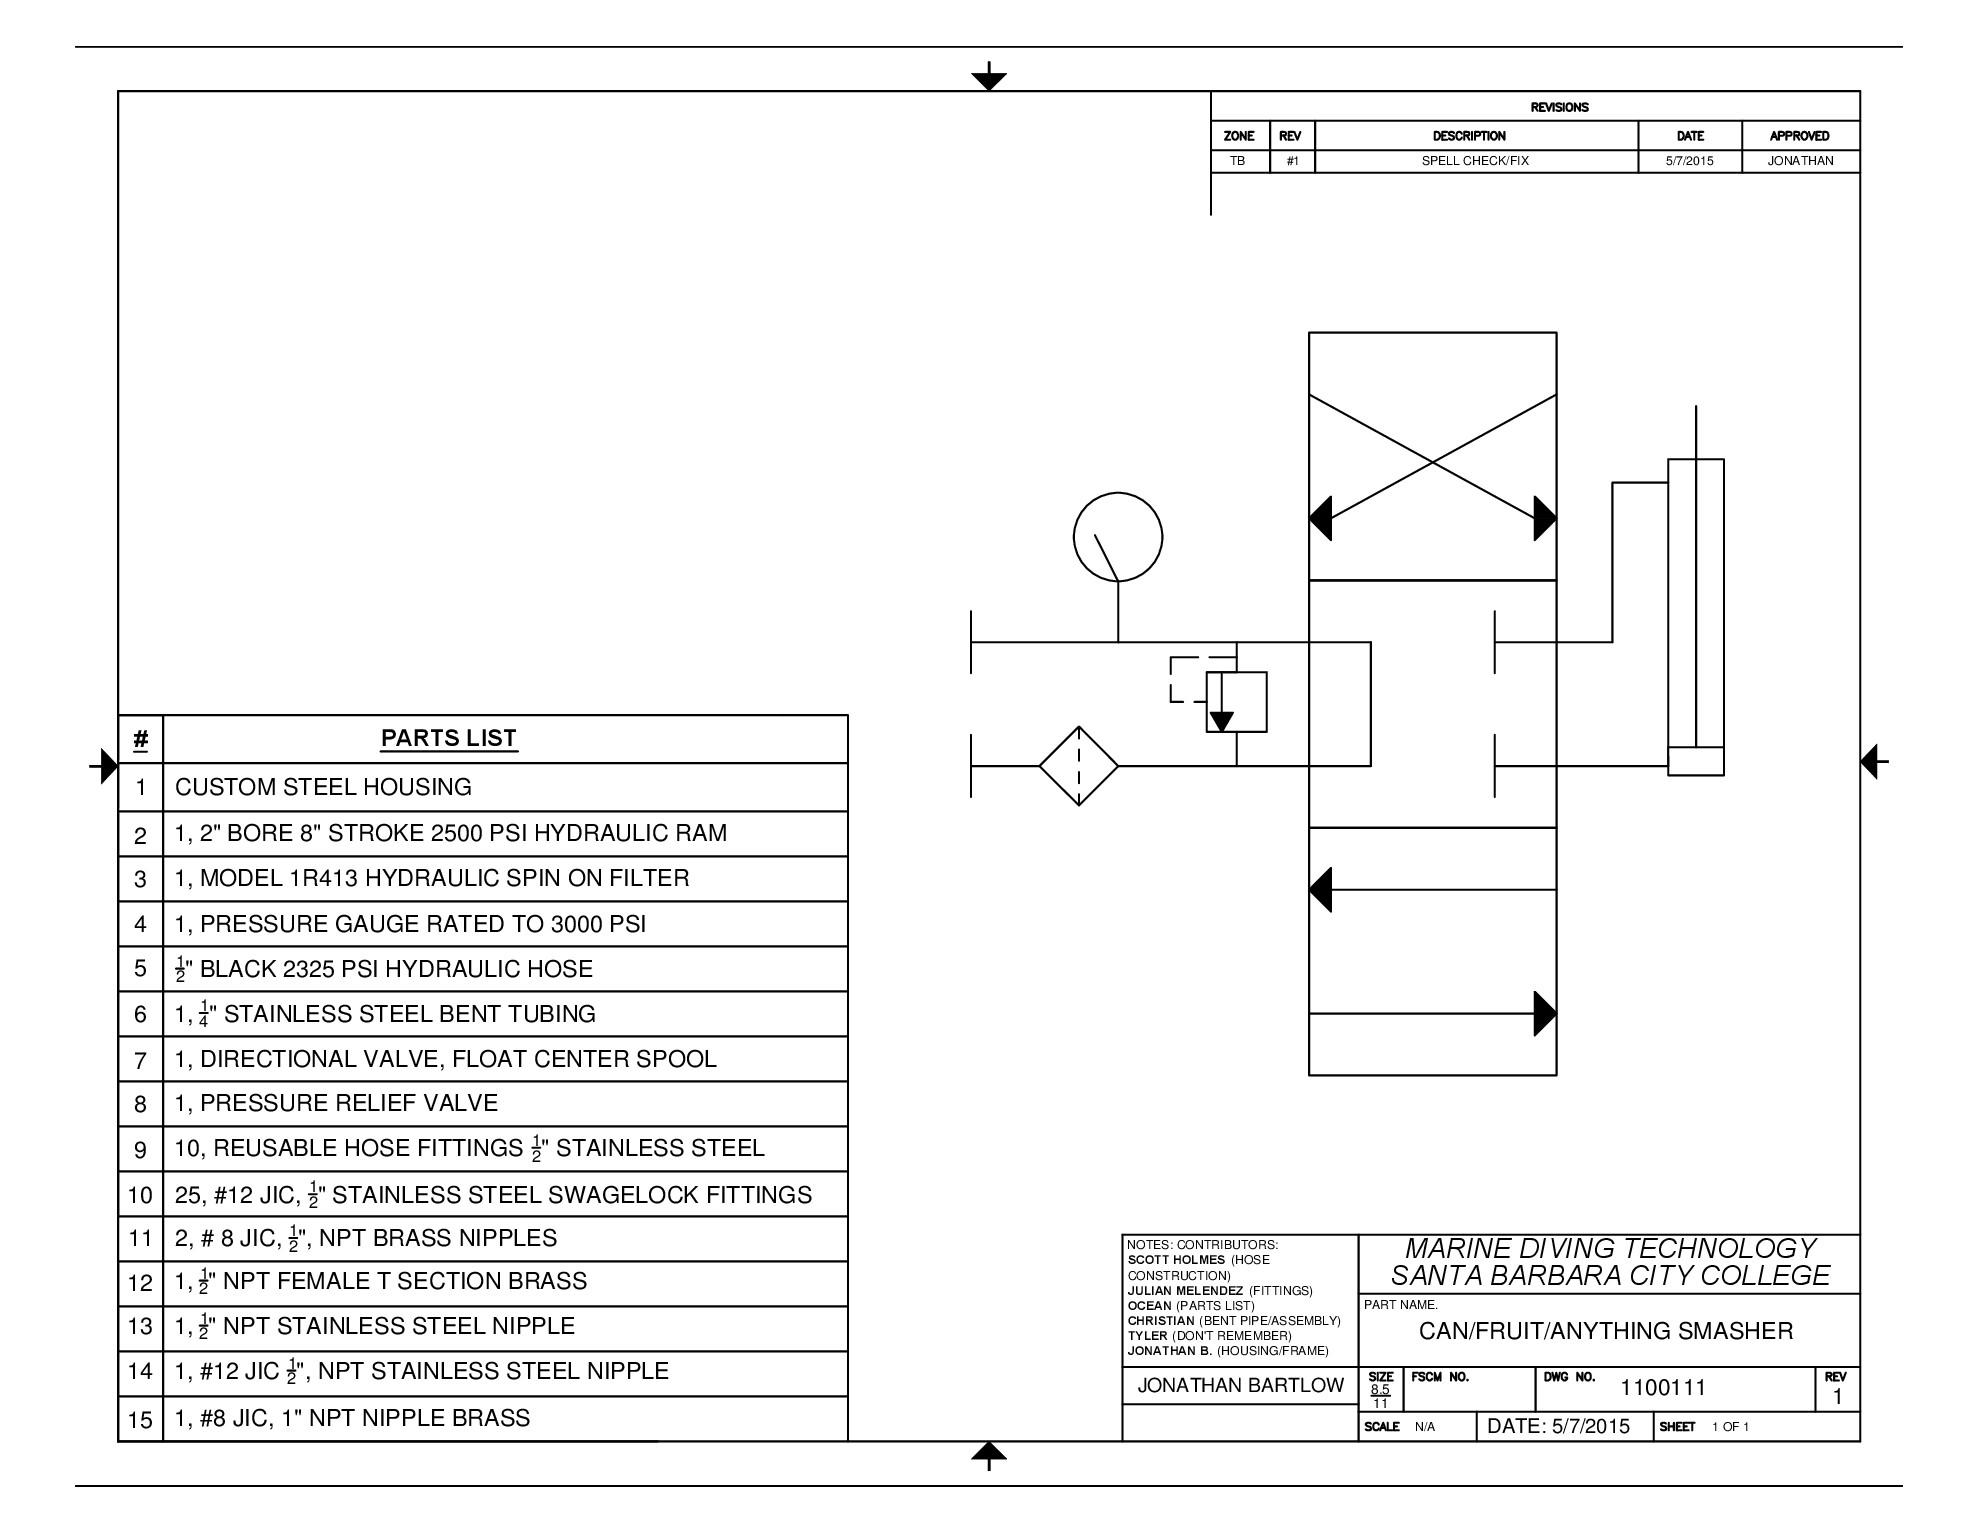 REVISIONS
ZONE REV DESCRIPTION DATE APPROVED
TB #1 SPELL CHECK/FIX 5/7/2015 JONATHAN
# PARTS LIST
1 CUSTOM STEEL HOUSING
2 1, 2" BORE 8" STROKE 2500 PSI HYDRAULIC RAM
3 1, MODEL 1R413 HYDRAULIC SPIN ON FILTER
4 1, PRESSURE GAUGE RATED TO 3000 PSI
5 1/2" BLACK 2325 PSI HYDRAULIC HOSE
6 1, 1/4" STAINLESS STEEL BENT TUBING
7 1, DIRECTIONAL VALVE, FLOAT CENTER SPOOL
8 1, PRESSURE RELIEF VALVE
9 10, REUSABLE HOSE FITTINGS 1/2" STAINLESS STEEL
10 25, #12 JIC, 1/2" STAINLESS STEEL SWAGELOCK FITTINGS
11 2, # 8 JIC, 1/2", NPT BRASS NIPPLES
12 1, 1/2" NPT FEMALE T SECTION BRASS
13 1, 1/2" NPT STAINLESS STEEL NIPPLE
14 1, #12 JIC 1/2", NPT STAINLESS STEEL NIPPLE
15 1, #8 JIC, 1" NPT NIPPLE BRASS
NOTES: CONTRIBUTORS:
SCOTT HOLMES (HOSE
CONSTRUCTION)
JULIAN MELENDEZ (FITTINGS)
OCEAN (PARTS LIST)
CHRISTIAN (BENT PIPE/ASSEMBLY)
TYLER (DON'T REMEMBER)
JONATHAN B. (HOUSING/FRAME)
JONATHAN BARTLOW
MARINE DIVING TECHNOLOGY
SANTA BARBARA CITY COLLEGE
PART NAME.
CAN/FRUIT/ANYTHING SMASHER
SIZE 8.5/11 FSCM NO. DWG NO. 1100111 REV 1
SCALE N/A DATE: 5/7/2015 SHEET 1 OF 1